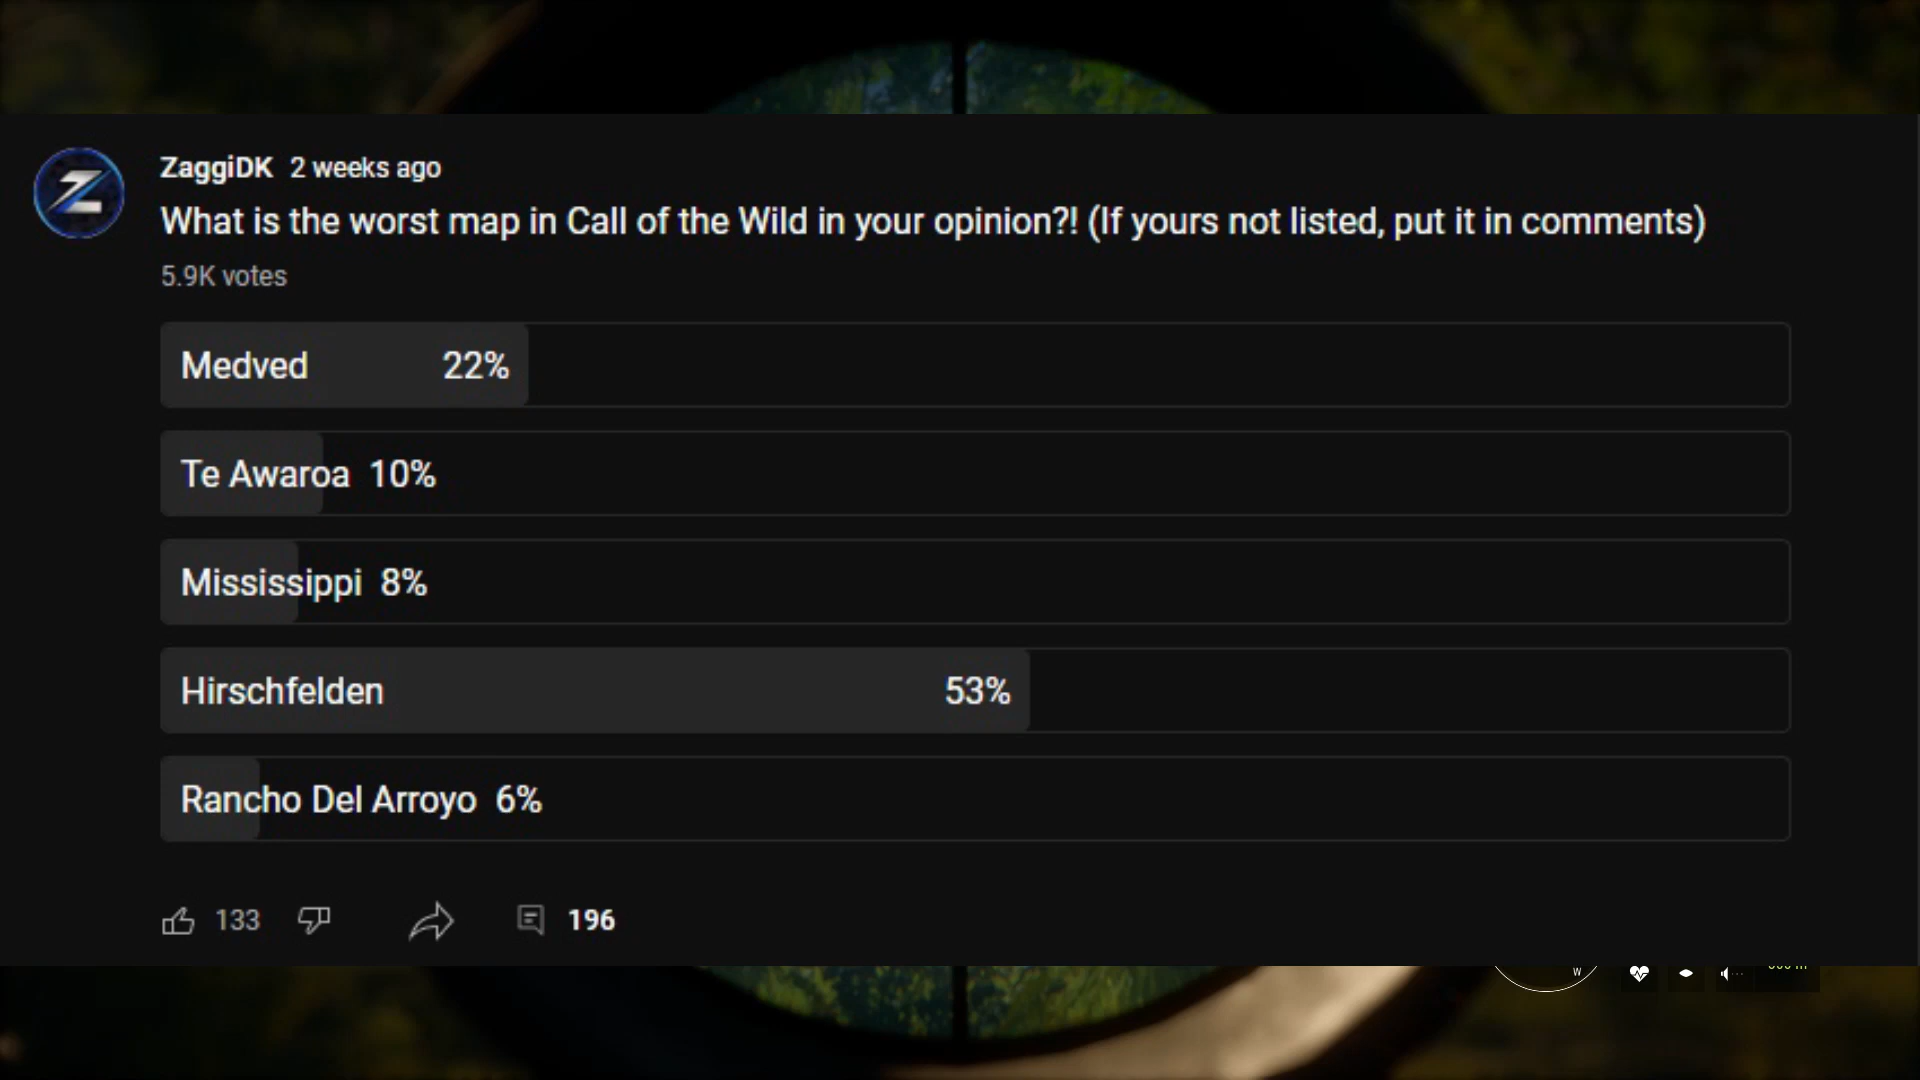 ZaggiDK 2 weeks ago
What is the worst map in Call of the Wild in your opinion?! (If yours not listed, put it in comments)
5.9K votes
Medved 22%
Te Awaroa 10%
Mississippi 8%
Hirschfelden 53%
Rancho Del Arroyo 6%
133 196
W